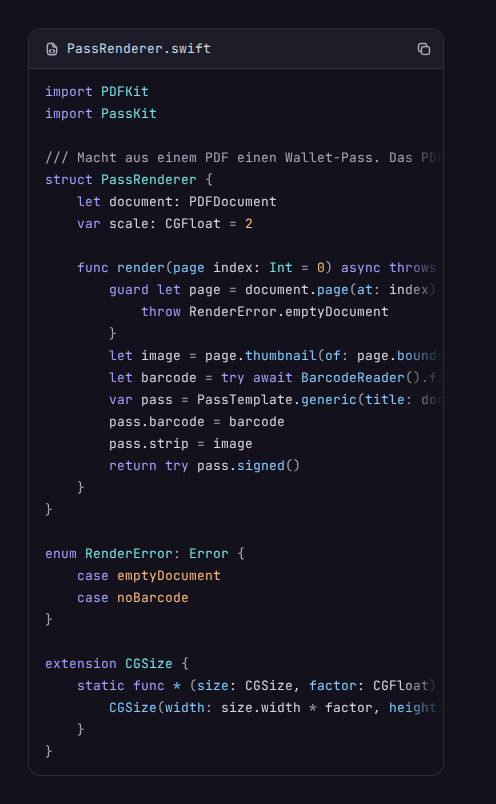 PassRenderer.swift
import PDFKit
import PassKit
/// Macht aus einem PDF einen Wallet-Pass. Das PDF
struct PassRenderer {
    let document: PDFDocument
    var scale: CGFloat = 2
    func render(page index: Int = 0) async throws
        guard let page = document.page(at: index)
            throw RenderError.emptyDocument
        }
        let image = page.thumbnail(of: page.bounds
        let barcode = try await BarcodeReader().
        var pass = PassTemplate.generic(title:
        pass.barcode = barcode
        pass.strip = image
        return try pass.signed()
    }
}
enum RenderError: Error {
    case emptyDocument
    case noBarcode
}
extension CGSize {
    static func * (size: CGSize, factor: CGFloat)
        CGSize(width: size.width * factor, height:
    }
}